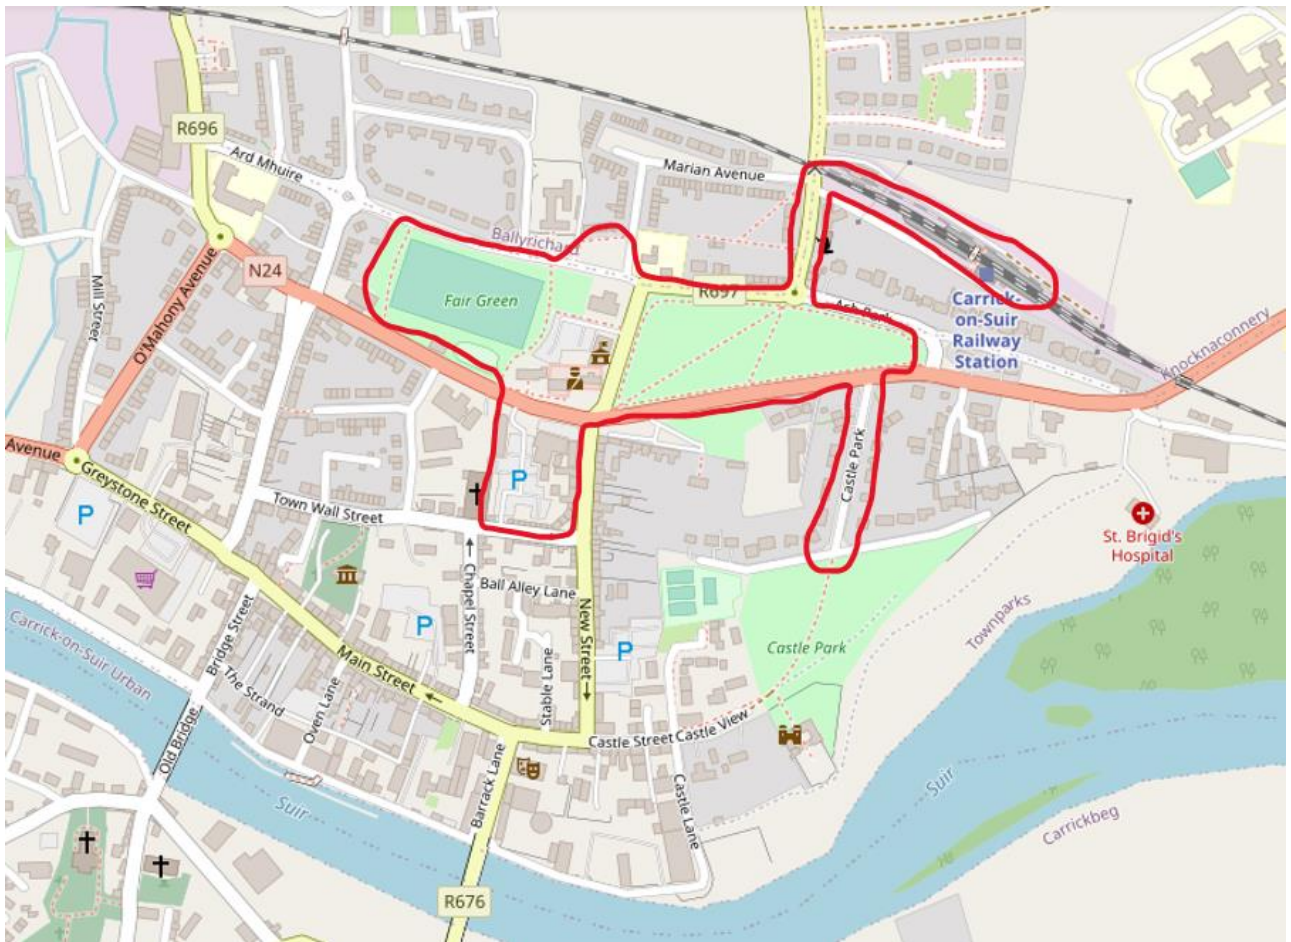 R696
Ard Mhuire
Marian Avenue
Ballyrichard
N24
Fair Green
R697
Ash Park
Carrick-
on-Suir
Railway
Station
Knocknaconnery
Mill Street
O'Mahony Avenue
Avenue
Greystone Street
P
P
Town Wall Street
Castle Park
St. Brigid's
Hospital
Chapel Street
Ball Alley Lane
New Street
P
P
Townparks
Castle Park
Carrick-on-Suir Urban
Bridge Street
Main Street
The Strand
Oven Lane
Stable Lane
Castle Street
Castle View
Old Bridge
Suir
Barrack Lane
Castle Lane
Suir
Carrickbeg
R676